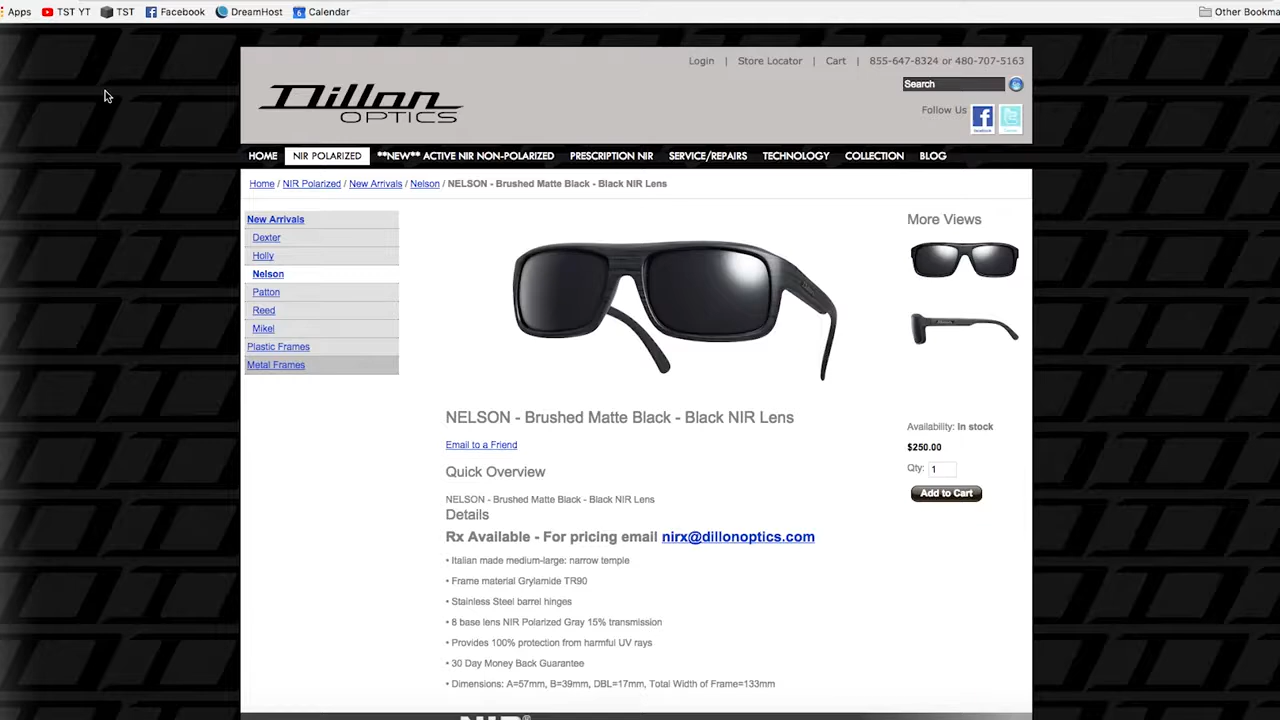 Apps TST YT TST Facebook DreamHost Calendar Other Bookma
Login | Store Locator | Cart | 855-647-8324 or 480-707-5163
Search
Dillon
OPTICS
Follow Us
HOME NIR POLARIZED **NEW** ACTIVE NIR NON-POLARIZED PRESCRIPTION NIR SERVICE/REPAIRS TECHNOLOGY COLLECTION BLOG
Home / NIR Polarized / New Arrivals / Nelson / NELSON - Brushed Matte Black - Black NIR Lens
New Arrivals
Dexter
Holly
Nelson
Patton
Reed
Mikel
Plastic Frames
Metal Frames
More Views
NELSON - Brushed Matte Black - Black NIR Lens
Email to a Friend
Quick Overview
NELSON - Brushed Matte Black - Black NIR Lens
Details
Rx Available - For pricing email nirx@dillonoptics.com
• Italian made medium-large: narrow temple
• Frame material Grylamide TR90
• Stainless Steel barrel hinges
• 8 base lens NIR Polarized Gray 15% transmission
• Provides 100% protection from harmful UV rays
• 30 Day Money Back Guarantee
• Dimensions: A=57mm, B=39mm, DBL=17mm, Total Width of Frame=133mm
Availability: In stock
$250.00
Qty: 1
Add to Cart
NIR®